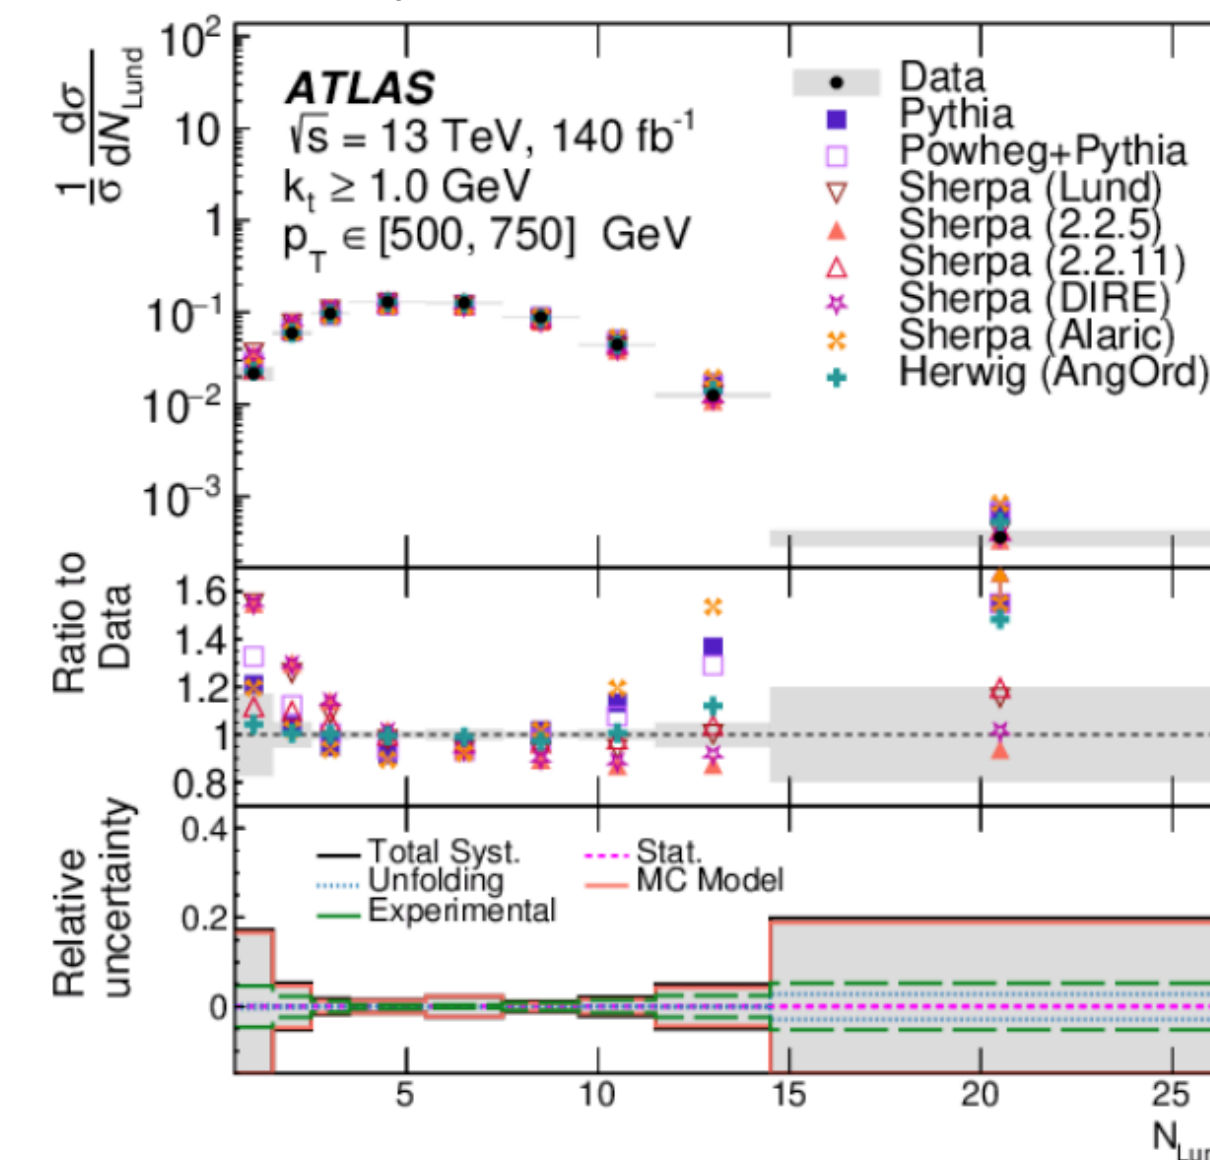 10²
10
1
10⁻¹
10⁻²
10⁻³
1/σ dσ/dN_Lund
ATLAS
√s = 13 TeV, 140 fb⁻¹
k_t ≥ 1.0 GeV
p_T ∈ [500, 750] GeV
Data
Pythia
Powheg+Pythia
Sherpa (Lund)
Sherpa (2.2.5)
Sherpa (2.2.11)
Sherpa (DIRE)
Sherpa (Alaric)
Herwig (AngOrd)
Ratio to
Data
1.6
1.4
1.2
1
0.8
Relative
uncertainty
0.4
0.2
0
Total Syst.
Unfolding
Experimental
Stat.
MC Model
5 10 15 20 25
N_Lun